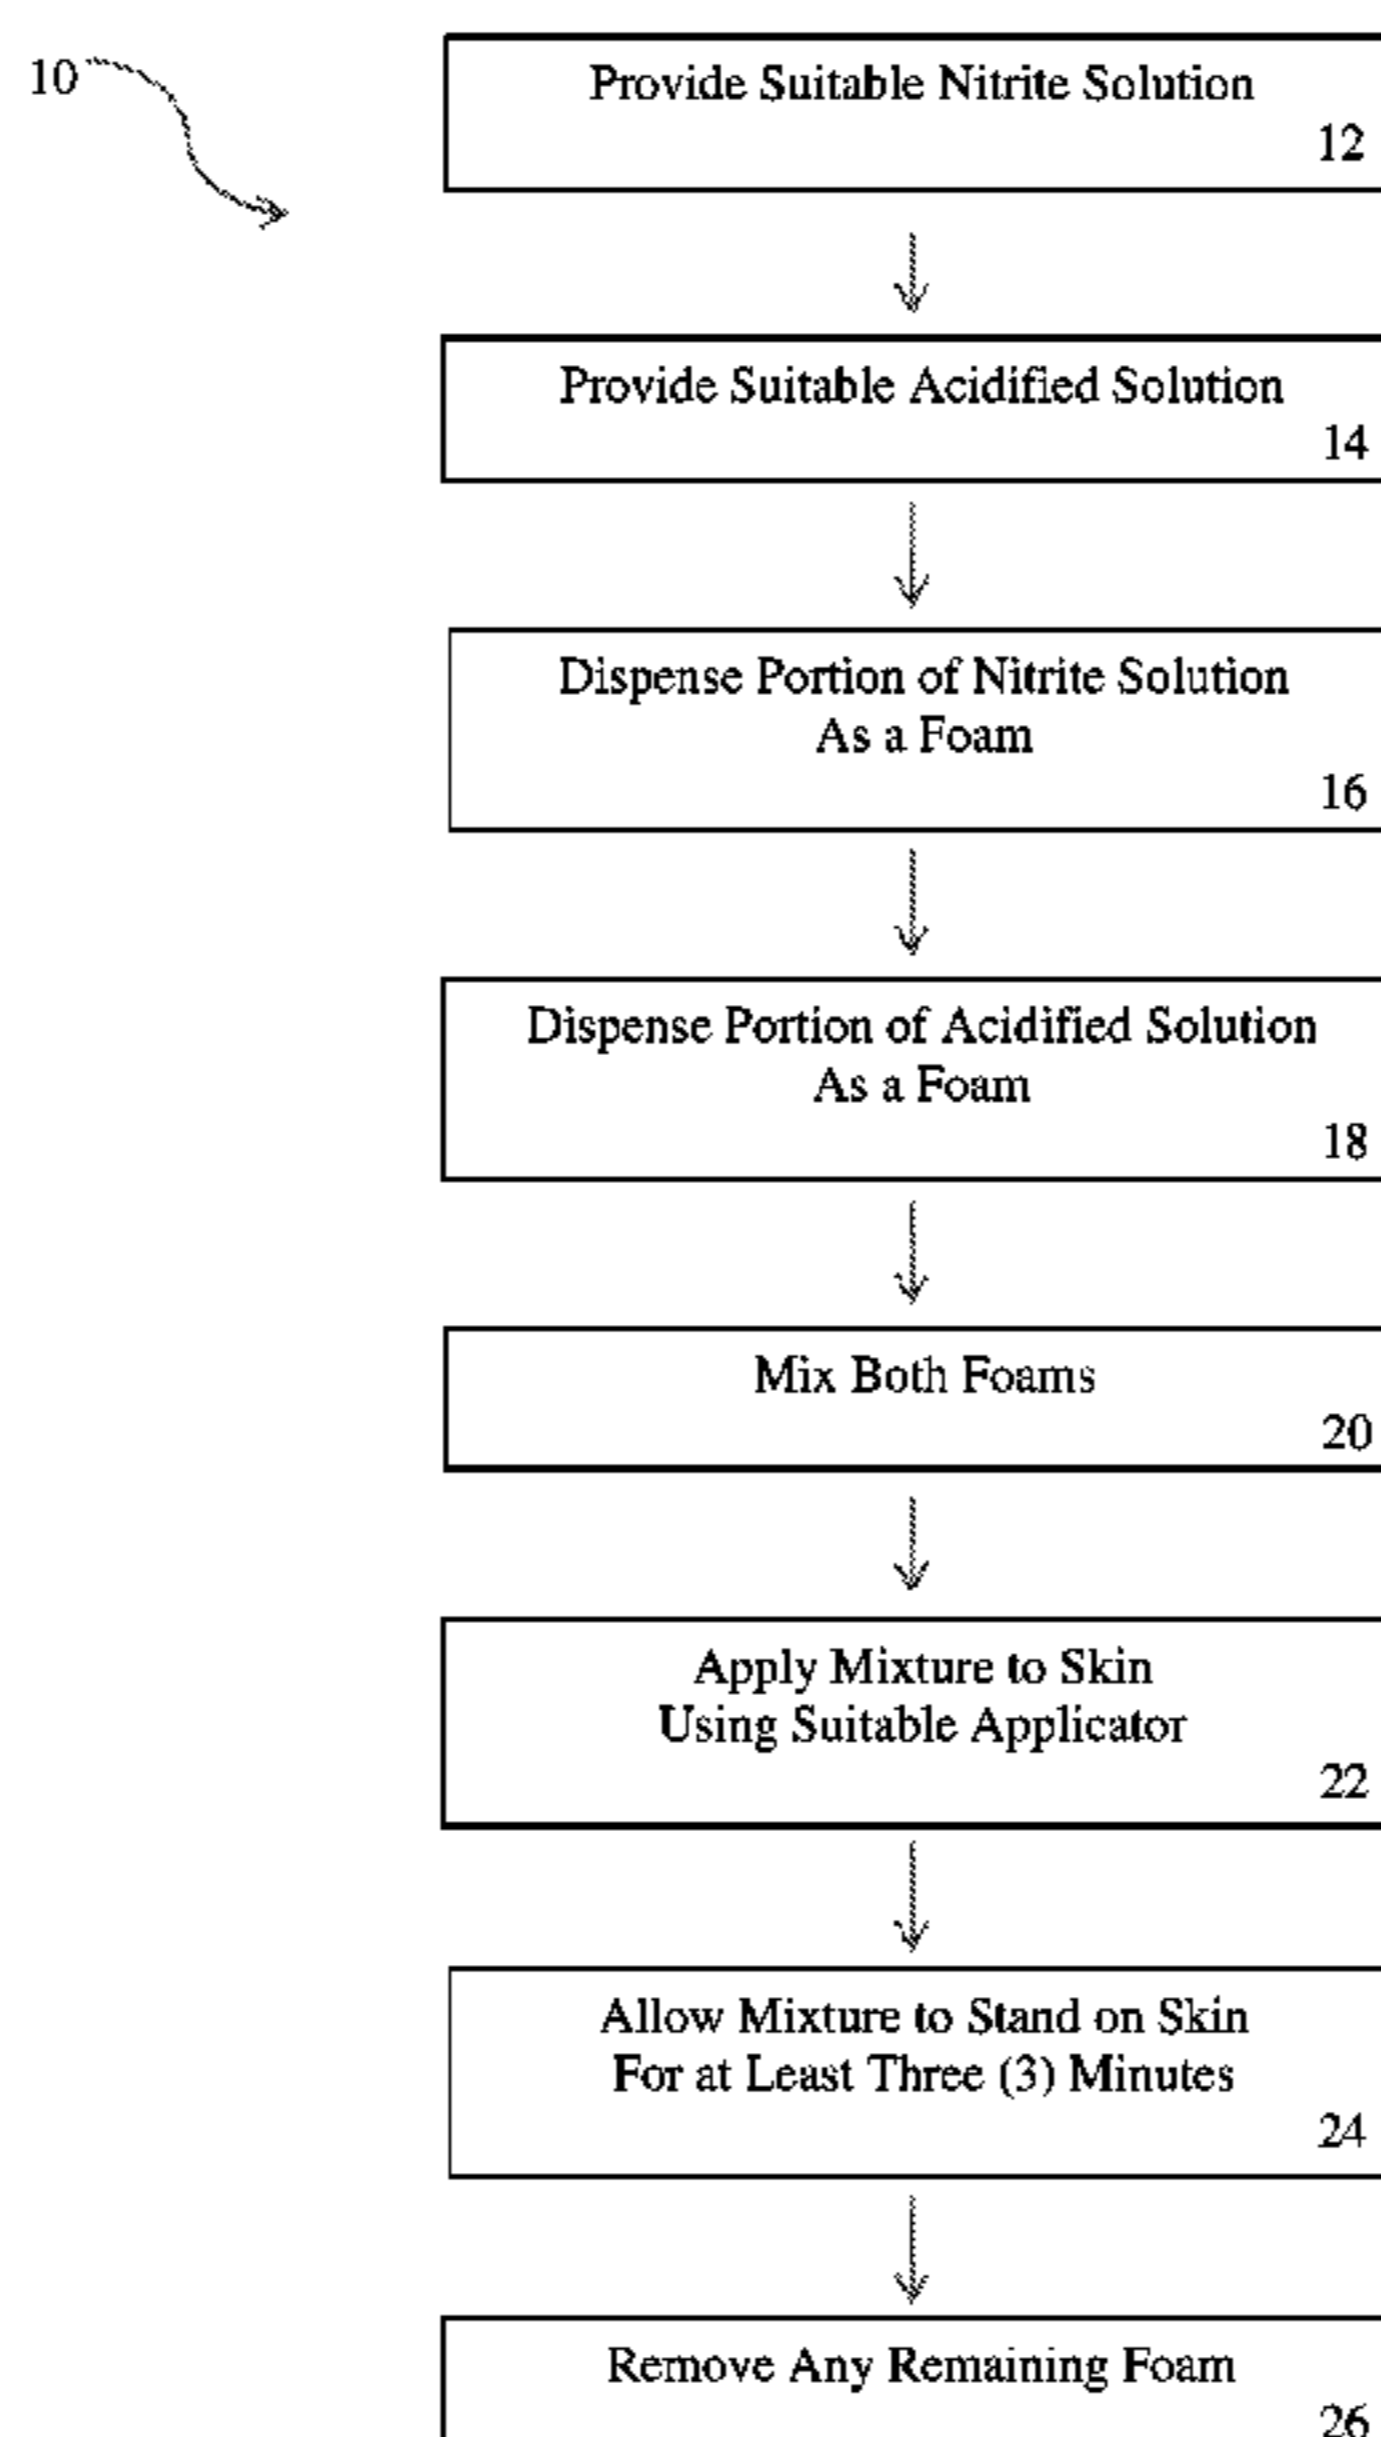 10
Provide Suitable Nitrite Solution
12
Provide Suitable Acidified Solution
14
Dispense Portion of Nitrite Solution
As a Foam
16
Dispense Portion of Acidified Solution
As a Foam
18
Mix Both Foams
20
Apply Mixture to Skin
Using Suitable Applicator
22
Allow Mixture to Stand on Skin
For at Least Three (3) Minutes
24
Remove Any Remaining Foam
26